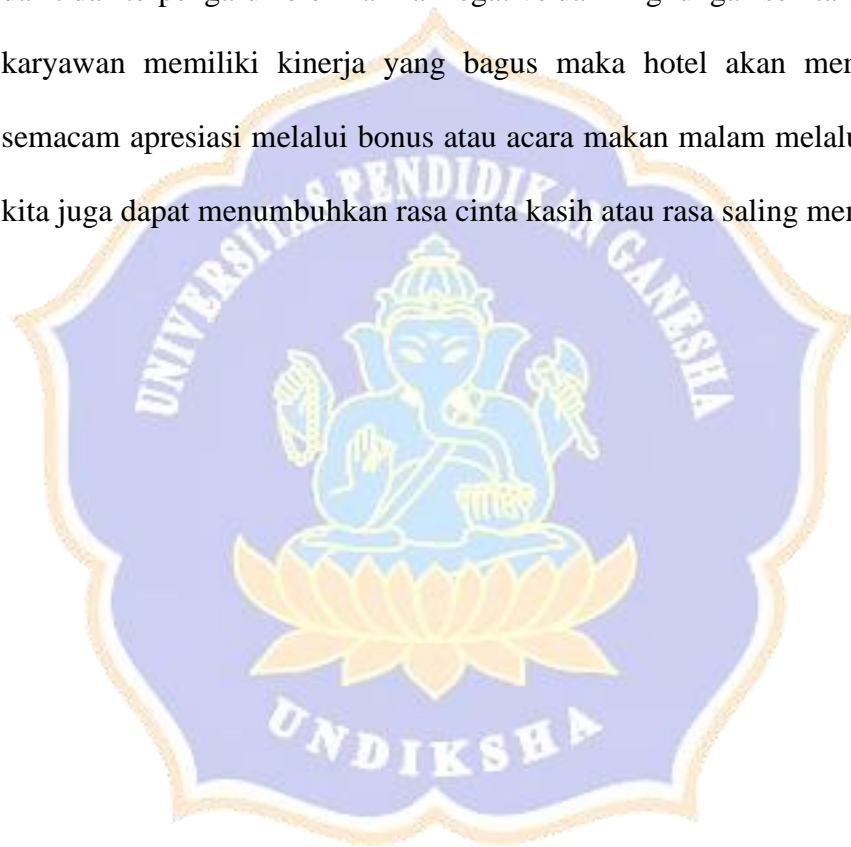 karyawan memiliki kinerja yang bagus maka hotel akan
semacam apresiasi melalui bonus atau acara makan malam
kita juga dapat menumbuhkan rasa cinta kasih atau rasa saling
UNIVERSITAS PENDIDIKAN GANESHA
UNDIKSHA